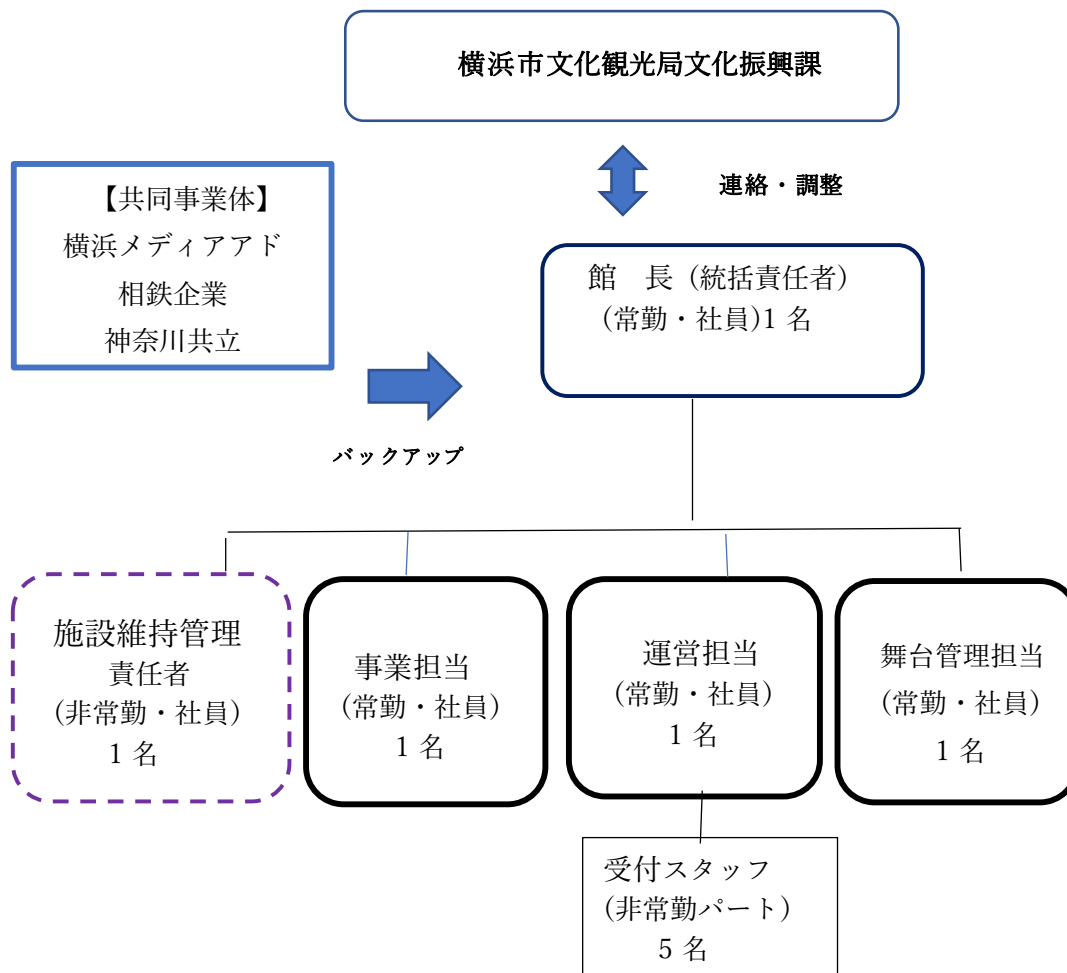 横浜市文化観光局文化振興課
連絡・調整
【共同事業体】
横浜メディアアド
相鉄企業
神奈川共立
館　長（統括責任者）
(常勤・社員)1 名
バックアップ
施設維持管理
責任者
(非常勤・社員)
1 名
事業担当
(常勤・社員)
1 名
運営担当
(常勤・社員)
1 名
舞台管理担当
(常勤・社員)
1 名
受付スタッフ
(非常勤パート)
5 名